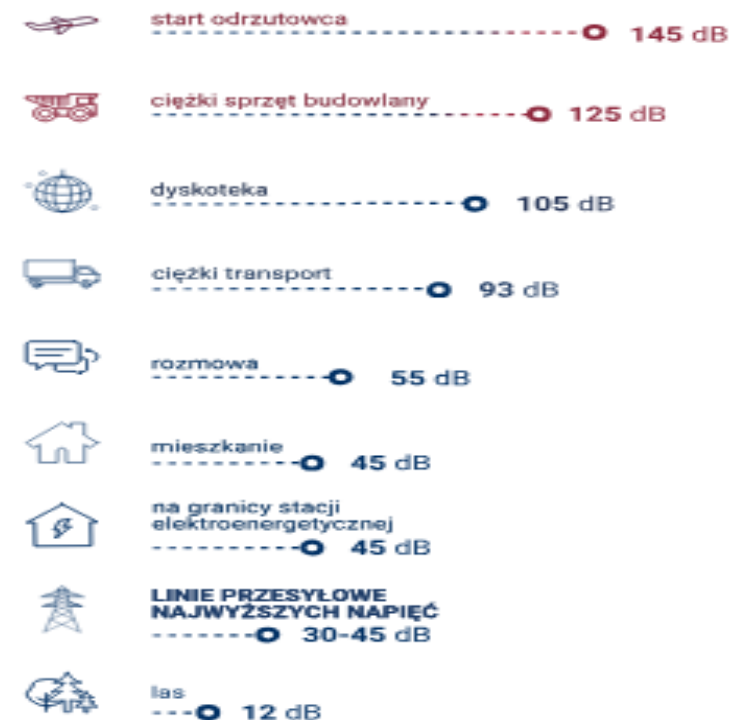 start odrzutowca
145 dB
ciężki sprzęt budowlany
125 dB
dyskoteka
105 dB
ciężki transport
93 dB
rozmowa
55 dB
mieszkanie
45 dB
na granicy stacji
elektroenergetycznej
45 dB
LINIE PRZESYŁOWE
NAJWYŻSZYCH NAPIĘĆ
30-45 dB
las
12 dB